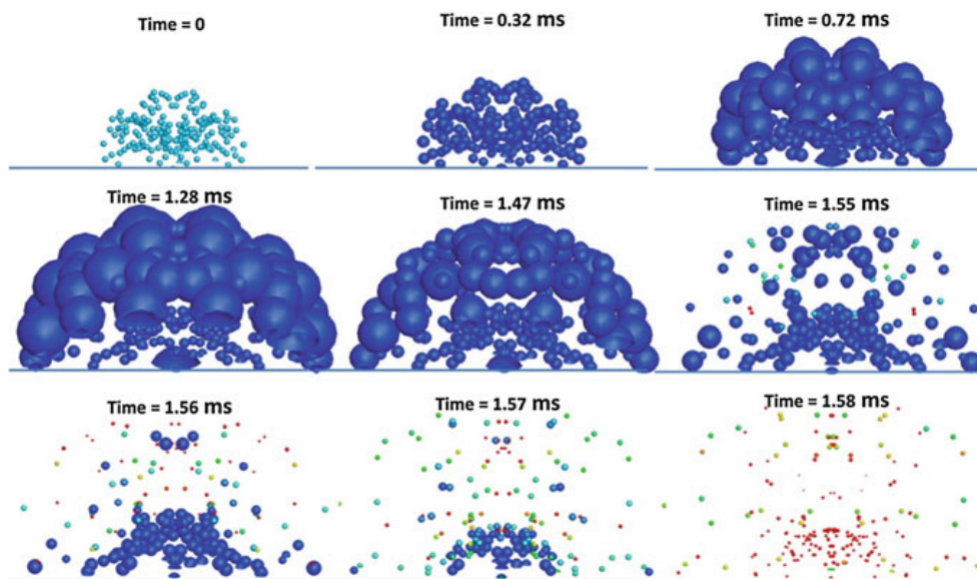 Time = 0
Time = 0.32 ms
Time = 0.72 ms
Time = 1.28 ms
Time = 1.47 ms
Time = 1.55 ms
Time = 1.56 ms
Time = 1.57 ms
Time = 1.58 ms